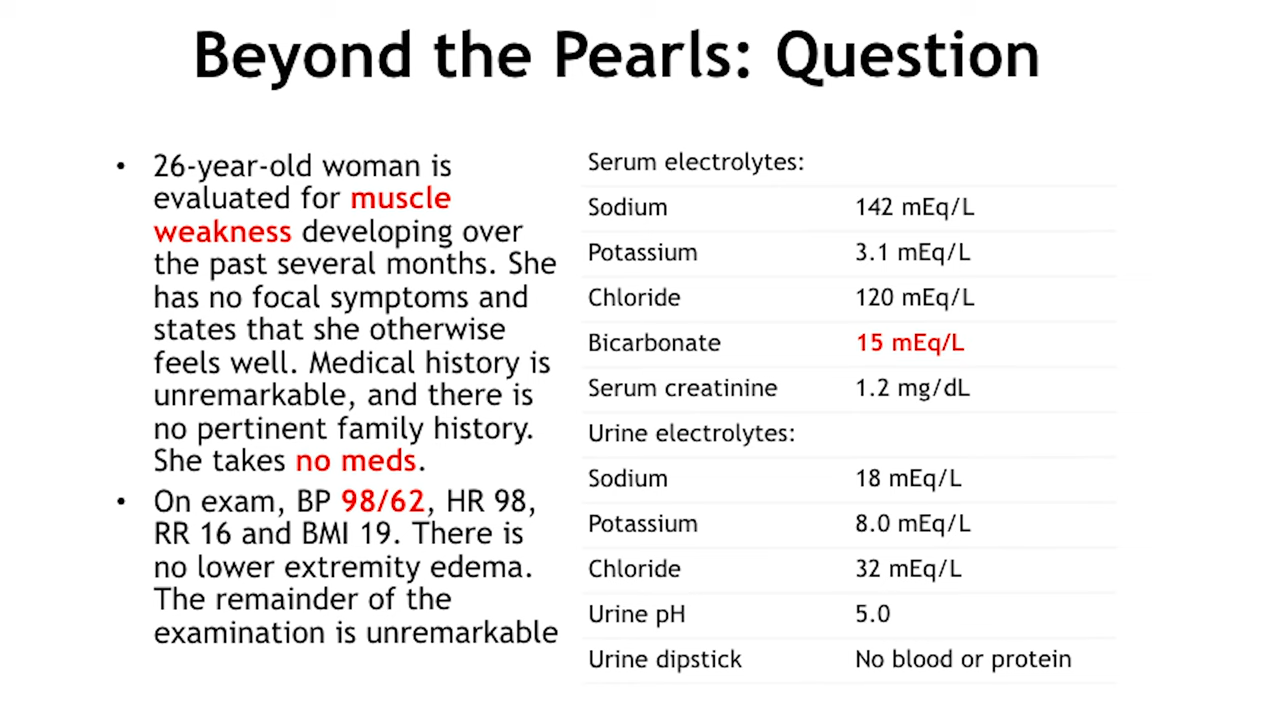 Beyond the Pearls: Question
• 26-year-old woman is
evaluated for muscle
weakness developing over
the past several months. She
has no focal symptoms and
states that she otherwise
feels well. Medical history is
unremarkable, and there is
no pertinent family history.
She takes no meds.
• On exam, BP 98/62, HR 98,
RR 16 and BMI 19. There is
no lower extremity edema.
The remainder of the
examination is unremarkable
Serum electrolytes:
Sodium 142 mEq/L
Potassium 3.1 mEq/L
Chloride 120 mEq/L
Bicarbonate 15 mEq/L
Serum creatinine 1.2 mg/dL
Urine electrolytes:
Sodium 18 mEq/L
Potassium 8.0 mEq/L
Chloride 32 mEq/L
Urine pH 5.0
Urine dipstick No blood or protein